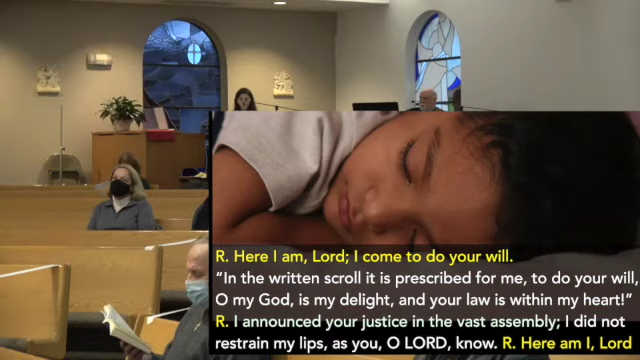 R. Here I am, Lord; I come to do your will.
“In the written scroll it is prescribed for me, to do your will,
O my God, is my delight, and your law is within my heart!”
R. I announced your justice in the vast assembly; I did not
restrain my lips, as you, O LORD, know. R. Here am I, Lord